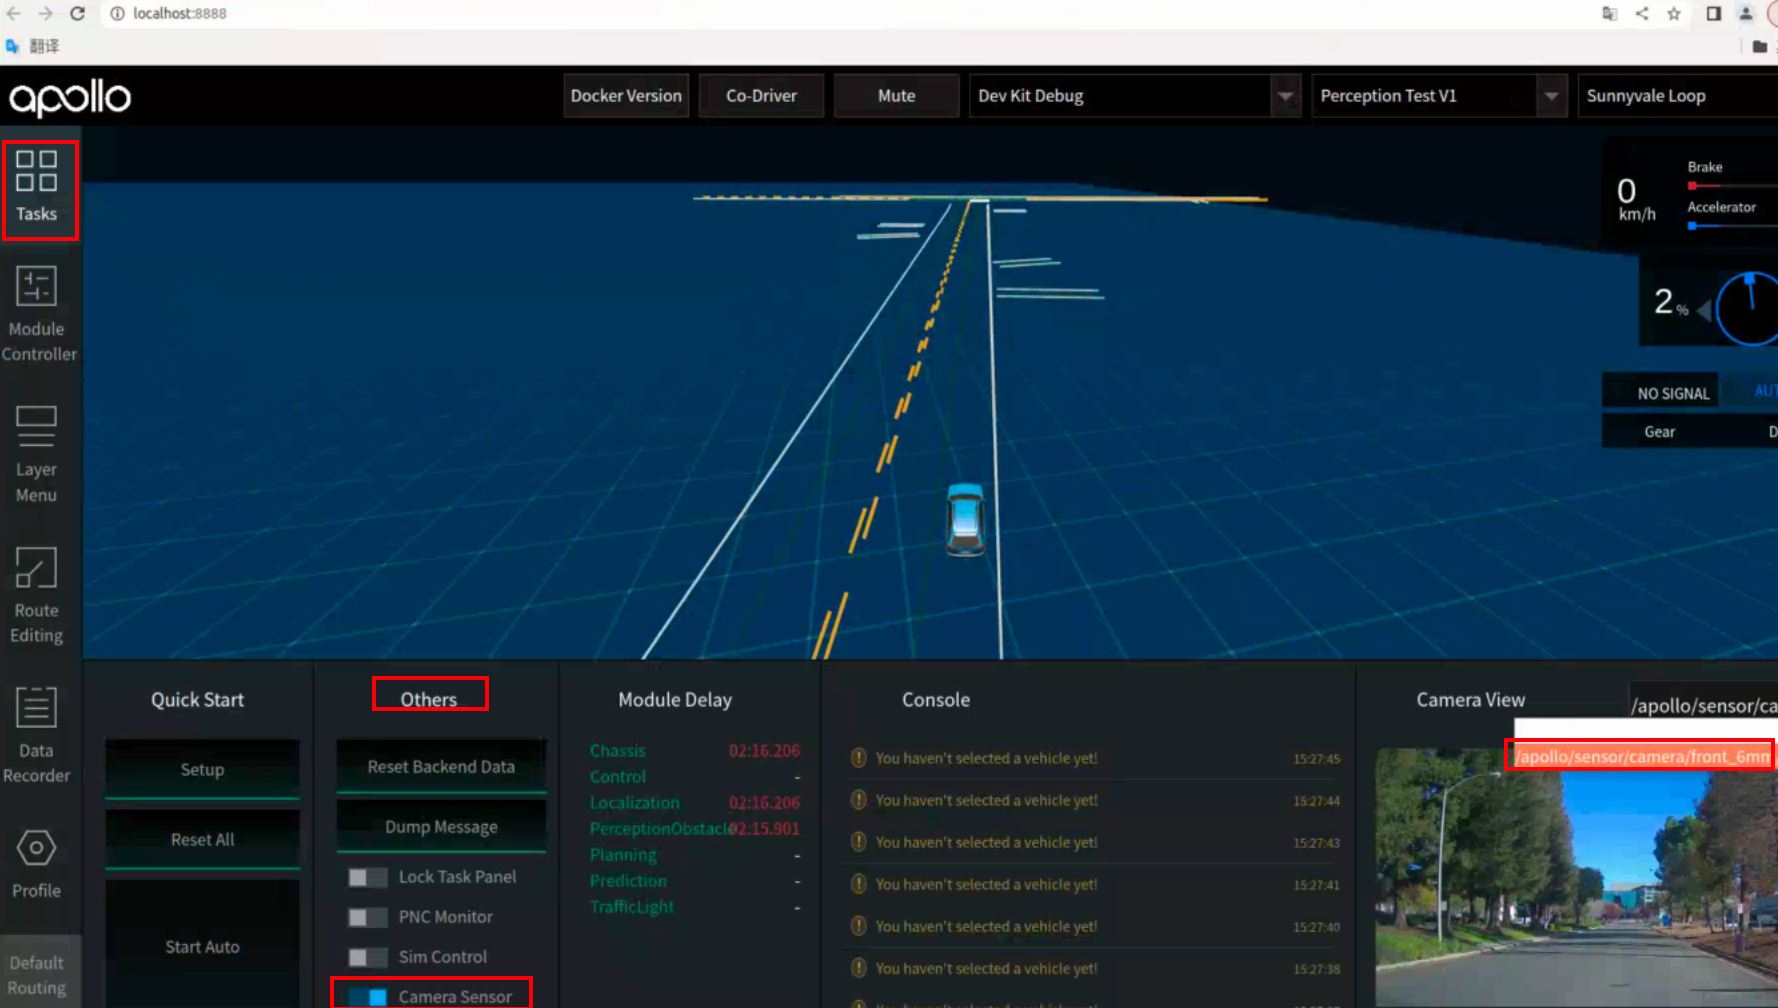 localhost:8888
翻译
apollo
Docker Version
Co-Driver
Mute
Dev Kit Debug
Perception Test V1
Sunnyvale Loop
Tasks
Module
Controller
Layer
Menu
Route
Editing
Data
Recorder
Profile
Default
Routing
Brake
0
km/h
Accelerator
2 %
NO SIGNAL
AUT
Gear
D
Quick Start
Setup
Reset All
Start Auto
Others
Reset Backend Data
Dump Message
Lock Task Panel
PNC Monitor
Sim Control
Camera Sensor
Module Delay
Chassis 02:16.206
Control -
Localization 02:16.206
PerceptionObstacle 02:15.901
Planning -
Prediction -
TrafficLight -
Console
You haven't selected a vehicle yet! 15:27:45
You haven't selected a vehicle yet! 15:27:44
You haven't selected a vehicle yet! 15:27:43
You haven't selected a vehicle yet! 15:27:41
You haven't selected a vehicle yet! 15:27:40
You haven't selected a vehicle yet! 15:27:38
Camera View
/apollo/sensor/ca
/apollo/sensor/camera/front_6mm